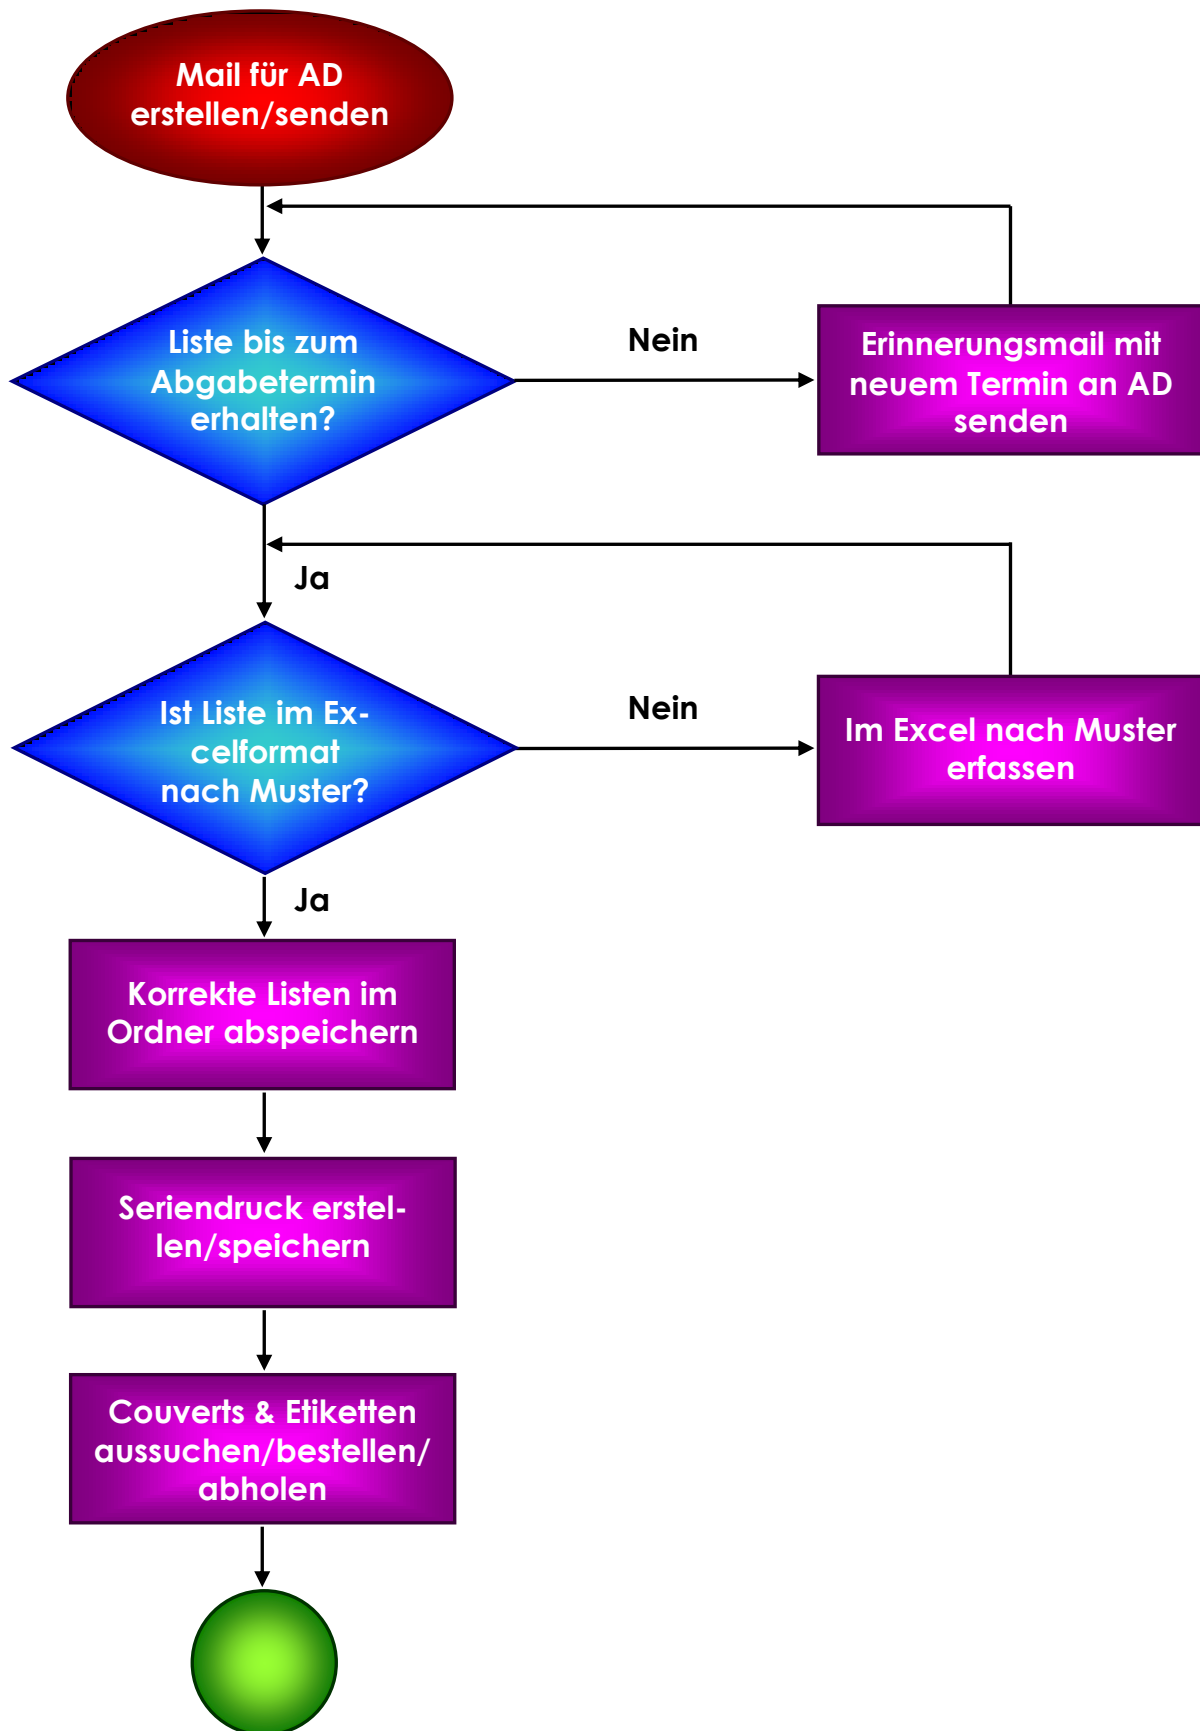 Mail für AD
erstellen/senden
Liste bis zum
Abgabetermin
erhalten?
Nein
Erinnerungsmail mit
neuem Termin an AD
senden
Ja
Ist Liste im Ex-
celformat
nach Muster?
Nein
Im Excel nach Muster
erfassen
Ja
Korrekte Listen im
Ordner abspeichern
Seriendruck erstel-
len/speichern
Couverts & Etiketten
aussuchen/bestellen/
abholen